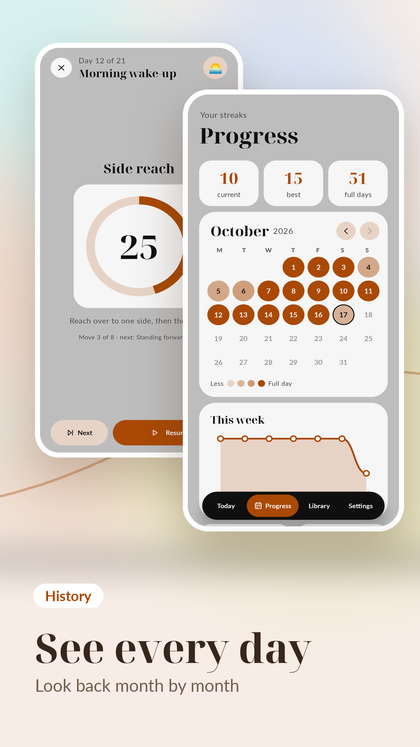 Day 12 of 21
Morning wake-up
Side reach
25
Reach over to one side, then the
Move 3 of 8 · next: Standing forwar
Next
Resu
Your streaks
Progress
10
15
51
current
best
full days
October 2026
M T W T F S S
1 2 3 4
5 6 7 8 9 10 11
12 13 14 15 16 17 18
19 20 21 22 23 24 25
26 27 28 29 30 31
Less
Full day
This week
Today
Progress
Library
Settings
History
See every day
Look back month by month